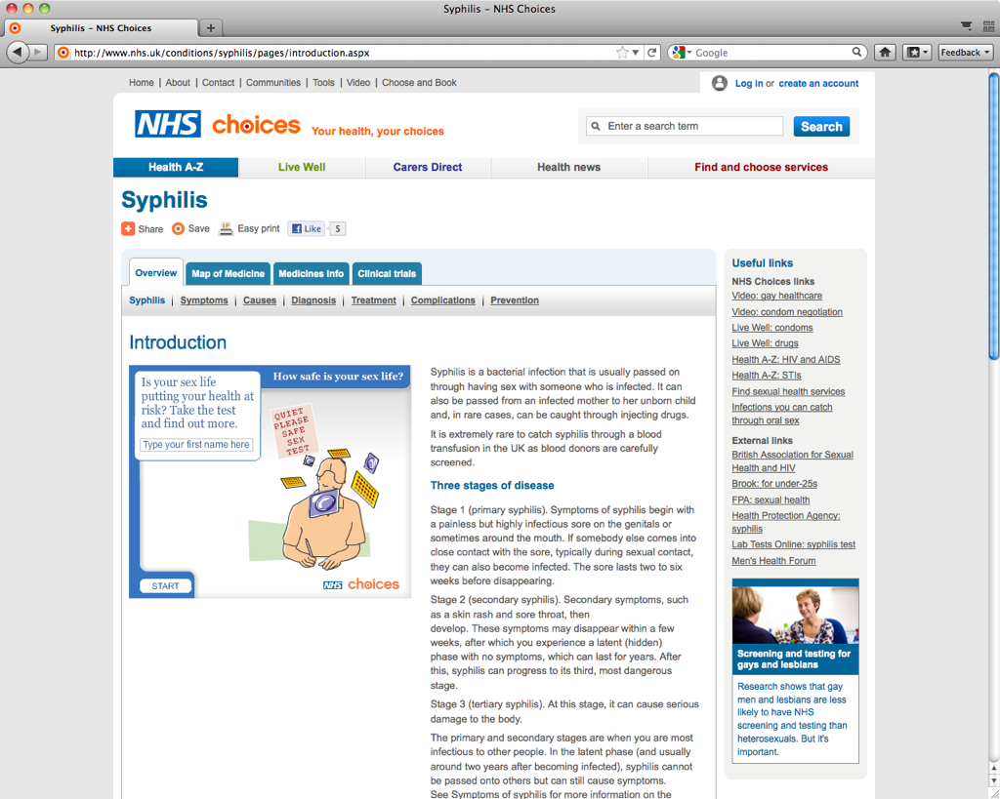 Syphilis – NHS Choices
Syphilis – NHS Choices
http://www.nhs.uk/conditions/syphilis/pages/introduction.aspx
Google
Feedback
Home | About | Contact | Communities | Tools | Video | Choose and Book
Log in or create an account
NHS choices Your health, your choices
Enter a search term
Search
Health A-Z
Live Well
Carers Direct
Health news
Find and choose services
Syphilis
Share
Save
Easy print
Like
5
Overview
Map of Medicine
Medicines info
Clinical trials
Syphilis | Symptoms | Causes | Diagnosis | Treatment | Complications | Prevention
Introduction
How safe is your sex life?
Is your sex life
putting your health at
risk? Take the test
and find out more.
Type your first name here
QUIET
PLEASE
SAFE
SEX
TEST
START
NHS choices
Syphilis is a bacterial infection that is usually passed on
through having sex with someone who is infected. It can
also be passed from an infected mother to her unborn child
and, in rare cases, can be caught through injecting drugs.
It is extremely rare to catch syphilis through a blood
transfusion in the UK as blood donors are carefully
screened.
Three stages of disease
Stage 1 (primary syphilis). Symptoms of syphilis begin with
a painless but highly infectious sore on the genitals or
sometimes around the mouth. If somebody else comes into
close contact with the sore, typically during sexual contact,
they can also become infected. The sore lasts two to six
weeks before disappearing.
Stage 2 (secondary syphilis). Secondary symptoms, such
as a skin rash and sore throat, then
develop. These symptoms may disappear within a few
weeks, after which you experience a latent (hidden)
phase with no symptoms, which can last for years. After
this, syphilis can progress to its third, most dangerous
stage.
Stage 3 (tertiary syphilis). At this stage, it can cause serious
damage to the body.
The primary and secondary stages are when you are most
infectious to other people. In the latent phase (and usually
around two years after becoming infected), syphilis cannot
be passed onto others but can still cause symptoms.
See Symptoms of syphilis for more information on the
Useful links
NHS Choices links
Video: gay healthcare
Video: condom negotiation
Live Well: condoms
Live Well: drugs
Health A-Z: HIV and AIDS
Health A-Z: STIs
Find sexual health services
Infections you can catch
through oral sex
External links
British Association for Sexual
Health and HIV
Brook: for under-25s
FPA: sexual health
Health Protection Agency:
syphilis
Lab Tests Online: syphilis test
Men's Health Forum
Screening and testing for
gays and lesbians
Research shows that gay
men and lesbians are less
likely to have NHS
screening and testing than
heterosexuals. But it's
important.